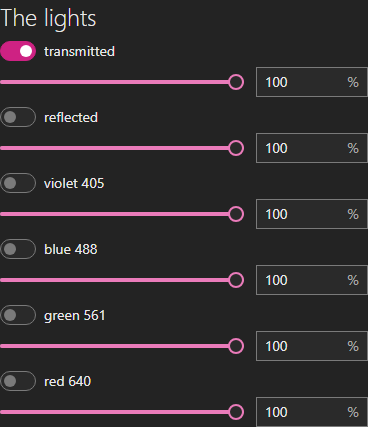 The lights
transmitted
100 %
reflected
100 %
violet 405
100 %
blue 488
100 %
green 561
100 %
red 640
100 %